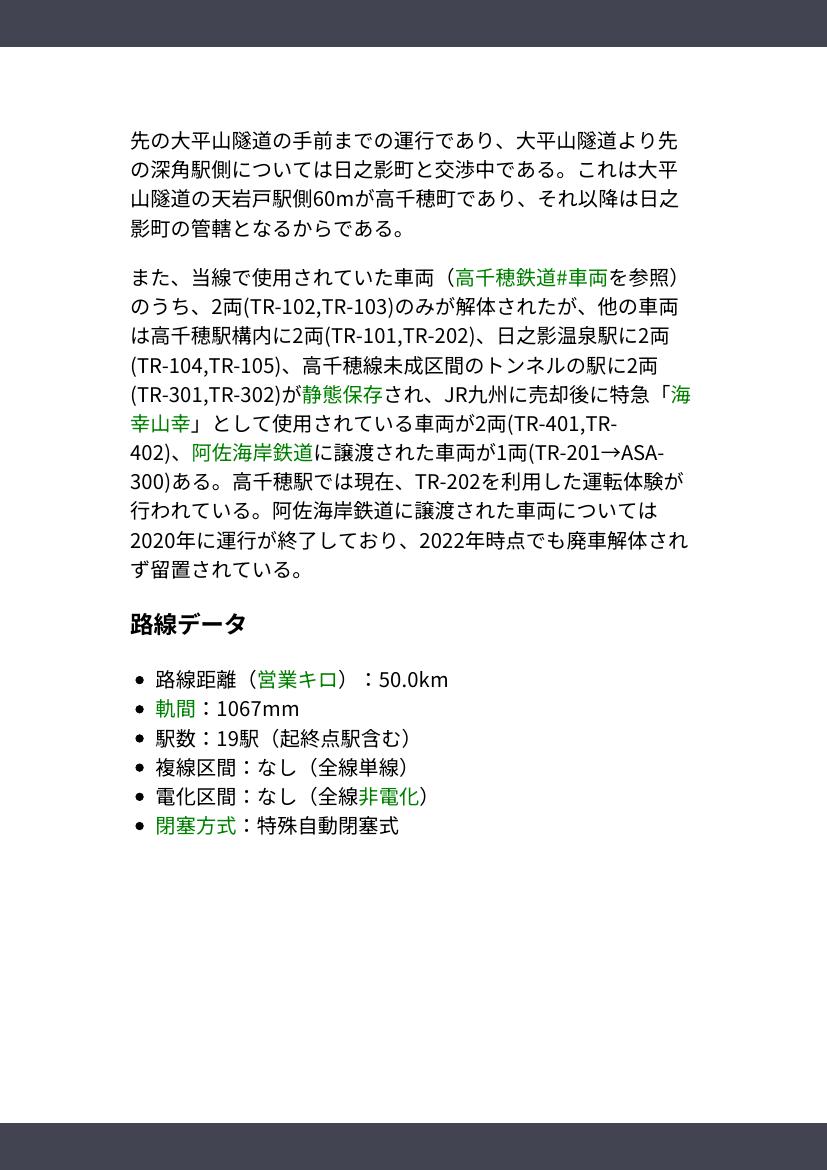 先の大平山隧道の手前までの運行であり、大平山隧道より先
の深角駅側については日之影町と交渉中である。これは大平
山隧道の天岩戸駅側60mが高千穂町であり、それ以降は日之
影町の管轄となるからである。
また、当線で使用されていた車両（高千穂鉄道#車両を参照）
のうち、2両(TR-102,TR-103)のみが解体されたが、他の車両
は高千穂駅構内に2両(TR-101,TR-202)、日之影温泉駅に2両
(TR-104,TR-105)、高千穂線未成区間のトンネルの駅に2両
(TR-301,TR-302)が静態保存され、JR九州に売却後に特急「海
幸山幸」として使用されている車両が2両(TR-401,TR-
402)、阿佐海岸鉄道に譲渡された車両が1両(TR-201→ASA-
300)ある。高千穂駅では現在、TR-202を利用した運転体験が
行われている。阿佐海岸鉄道に譲渡された車両については
2020年に運行が終了しており、2022年時点でも廃車解体され
ず留置されている。
路線データ
• 路線距離（営業キロ）：50.0km
• 軌間：1067mm
• 駅数：19駅（起終点駅含む）
• 複線区間：なし（全線単線）
• 電化区間：なし（全線非電化）
• 閉塞方式：特殊自動閉塞式